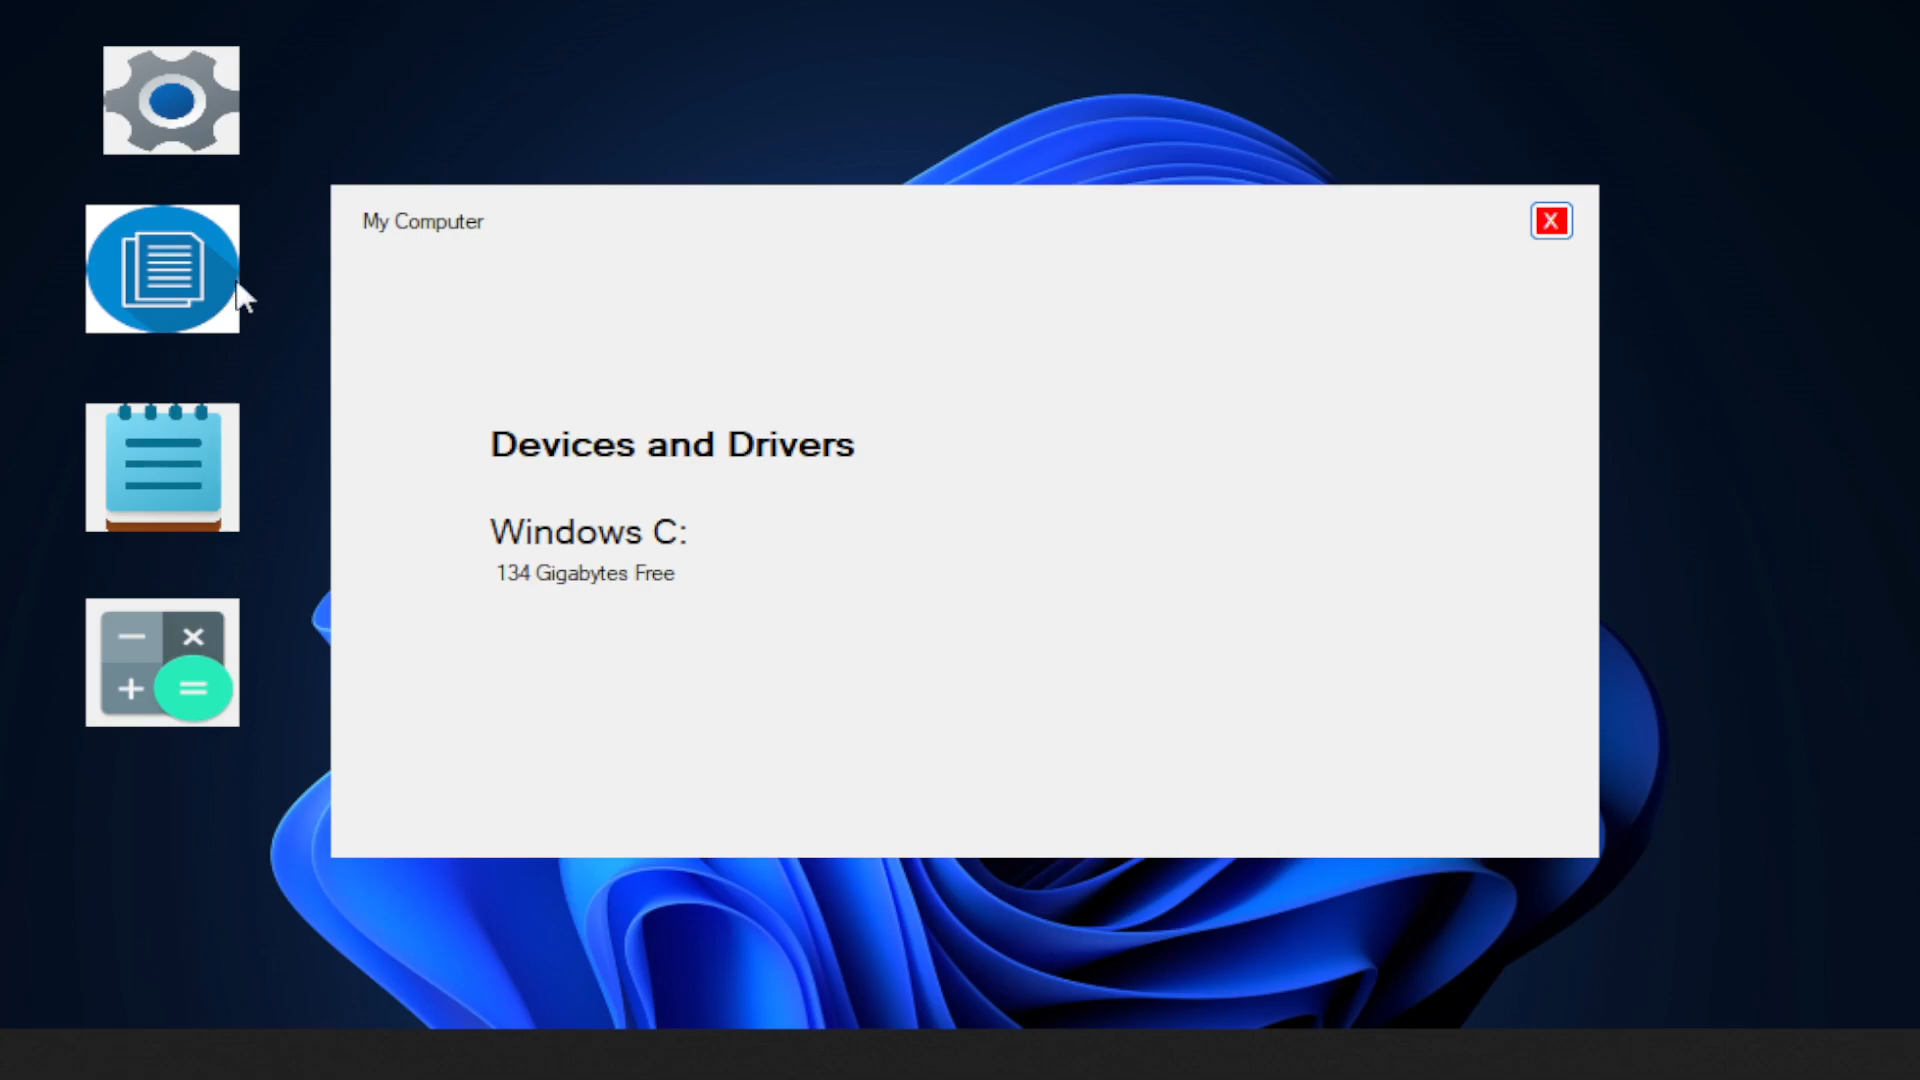 My Computer
X
Devices and Drivers
Windows C:
134 Gigabytes Free